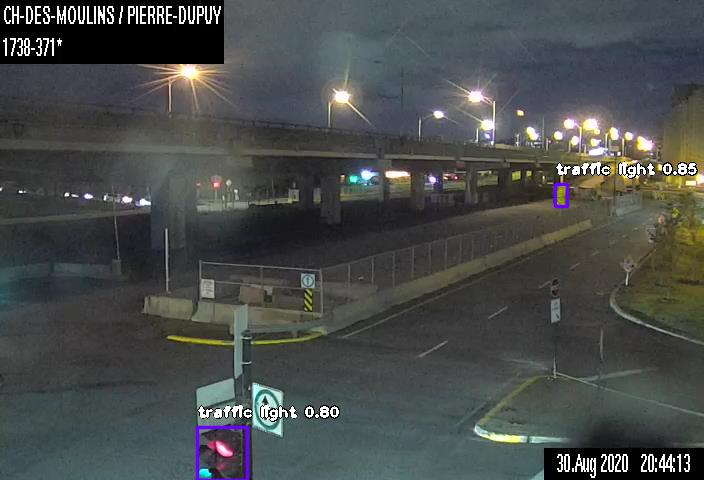 CH-DES-MOULINS / PIERRE-DUPUY
1738-371*
traffic light 0.85
traffic light 0.80
30.Aug 2020 20:44:13